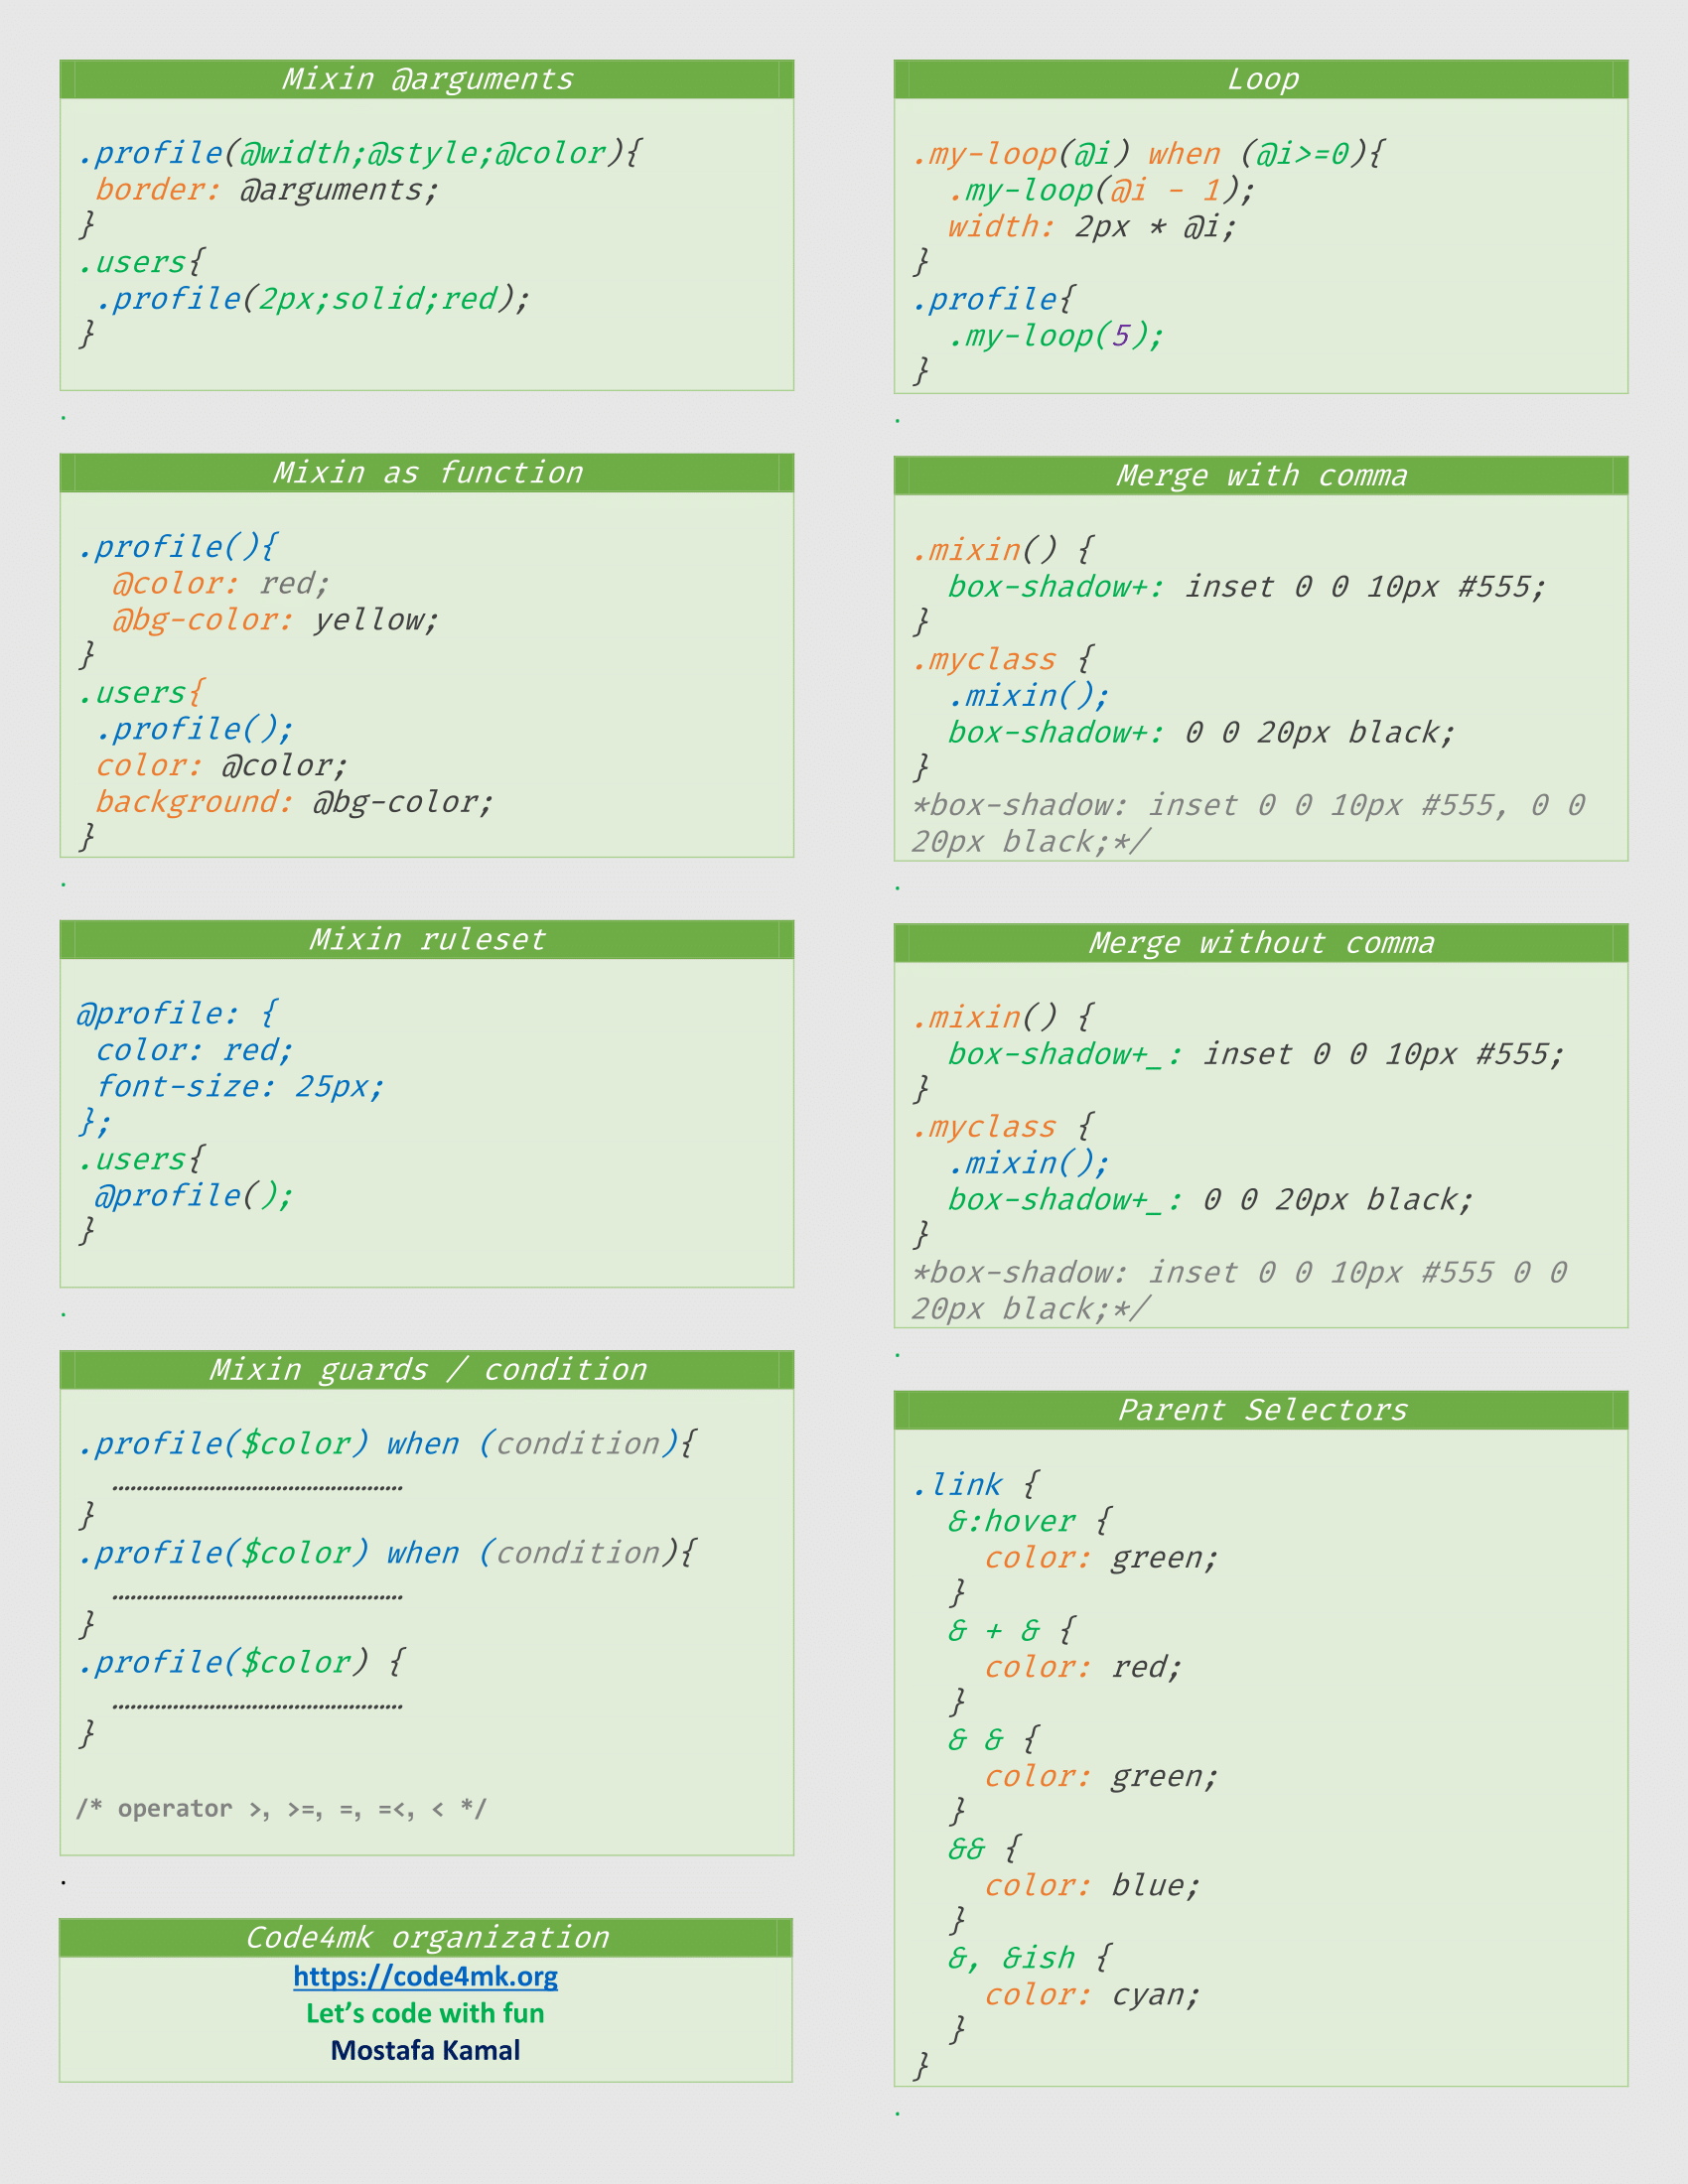 Mixin @arguments
.profile(@width;@style;@color){
 border: @arguments;
}
.users{
 .profile(2px;solid;red);
}
.
Mixin as function
.profile(){
  @color: red;
  @bg-color: yellow;
}
.users{
 .profile();
 color: @color;
 background: @bg-color;
}
.
Mixin ruleset
@profile: {
 color: red;
 font-size: 25px;
};
.users{
 @profile();
}
.
Mixin guards / condition
.profile($color) when (condition){
  ………………………………………
}
.profile($color) when (condition){
  ………………………………………
}
.profile($color) {
  ………………………………………
}
/* operator >, >=, =, =<, < */
.
Code4mk organization
https://code4mk.org
Let’s code with fun
Mostafa Kamal
Loop
.my-loop(@i) when (@i>=0){
  .my-loop(@i - 1);
  width: 2px * @i;
}
.profile{
  .my-loop(5);
}
.
Merge with comma
.mixin() {
  box-shadow+: inset 0 0 10px #555;
}
.myclass {
  .mixin();
  box-shadow+: 0 0 20px black;
}
*box-shadow: inset 0 0 10px #555, 0 0
20px black;*/
.
Merge without comma
.mixin() {
  box-shadow+_: inset 0 0 10px #555;
}
.myclass {
  .mixin();
  box-shadow+_: 0 0 20px black;
}
*box-shadow: inset 0 0 10px #555 0 0
20px black;*/
.
Parent Selectors
.link {
  &:hover {
    color: green;
  }
  & + & {
    color: red;
  }
  & & {
    color: green;
  }
  && {
    color: blue;
  }
  &, &ish {
    color: cyan;
  }
}
.